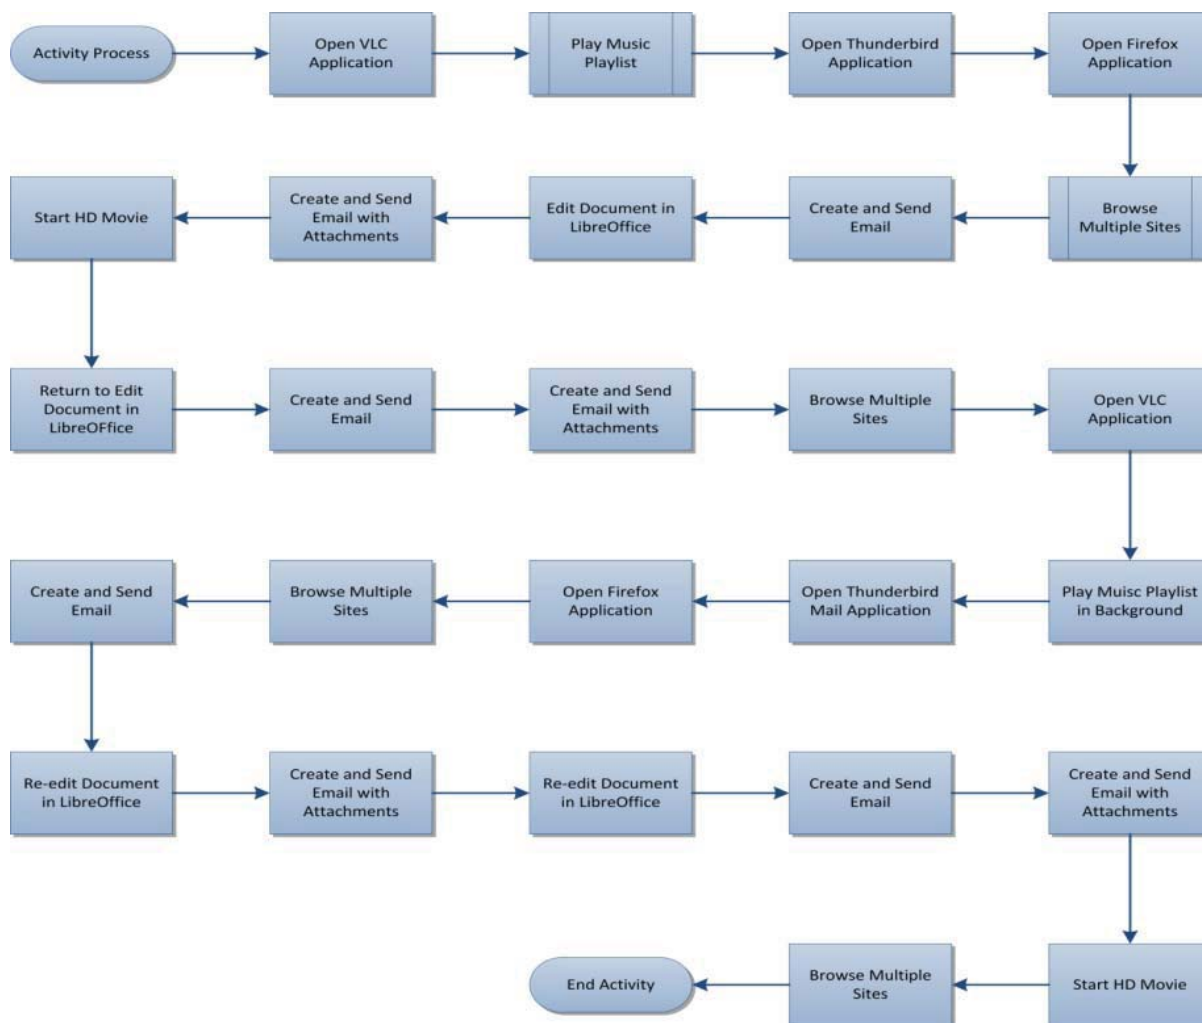 Activity Process
Open VLC
Application
Play Music
Playlist
Open Thunderbird
Application
Open Firefox
Application
Browse
Multiple Sites
Create and Send
Email
Edit Document in
LibreOffice
Create and Send
Email with
Attachments
Start HD Movie
Return to Edit
Document in
LibreOFfice
Create and Send
Email
Create and Send
Email with
Attachments
Browse Multiple
Sites
Open VLC
Application
Play Muisc Playlist
in Background
Open Thunderbird
Mail Application
Open Firefox
Application
Browse Multiple
Sites
Create and Send
Email
Re-edit Document
in LibreOffice
Create and Send
Email with
Attachments
Re-edit Document
in LibreOffice
Create and Send
Email
Create and Send
Email with
Attachments
Start HD Movie
Browse Multiple
Sites
End Activity